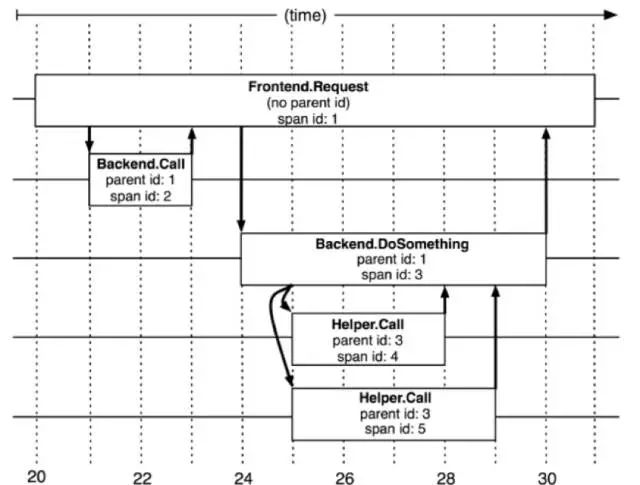 (time)
Frontend.Request
(no parent id)
span id: 1
Backend.Call
parent id: 1
span id: 2
Backend.DoSomething
parent id: 1
span id: 3
Helper.Call
parent id: 3
span id: 4
Helper.Call
parent id: 3
span id: 5
20 22 24 26 28 30